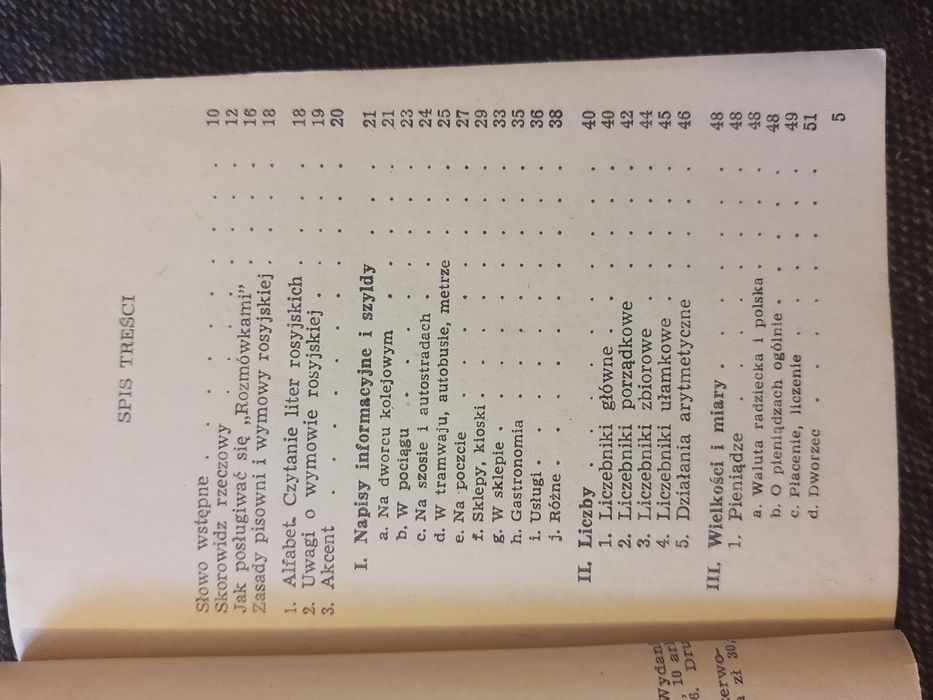 SPIS TREŚCI
Słowo wstępne . . . . . 10
Skorowidz rzeczowy . . . . . 12
Jak posługiwać się „Rozmówkami” . . . 16
Zasady pisowni i wymowy rosyjskiej . . . 18
1. Alfabet. Czytanie liter rosyjskich . . . 18
2. Uwagi o wymowie rosyjskiej . . . . 19
3. Akcent . . . . . . . . 20
I. Napisy informacyjne i szyldy . . . 21
a. Na dworcu kolejowym . . . . 21
b. W pociągu . . . . . . 23
c. Na szosie i autostradach . . . . 24
d. W tramwaju, autobusie, metrze . . . 25
e. Na poczcie . . . . . . 27
f. Sklepy, kioski . . . . . . 29
g. W sklepie . . . . . . 33
h. Gastronomia . . . . . . 35
i. Usługi . . . . . . . 36
j. Różne . . . . . . . 38
II. Liczby . . . . . . . 40
1. Liczebniki główne . . . . . 40
2. Liczebniki porządkowe . . . . 42
3. Liczebniki zbiorowe . . . . . 44
4. Liczebniki ułamkowe . . . . . 45
5. Działania arytmetyczne . . . . 46
III. Wielkości i miary . . . . . 48
1. Pieniądze . . . . . . . 48
a. Waluta radziecka i polska . . . 48
b. O pieniądzach ogólnie . . . . 48
c. Płacenie, liczenie . . . . . 49
d. Dworzec . . . . . . 51
5
10
6. Dru
zł 30,